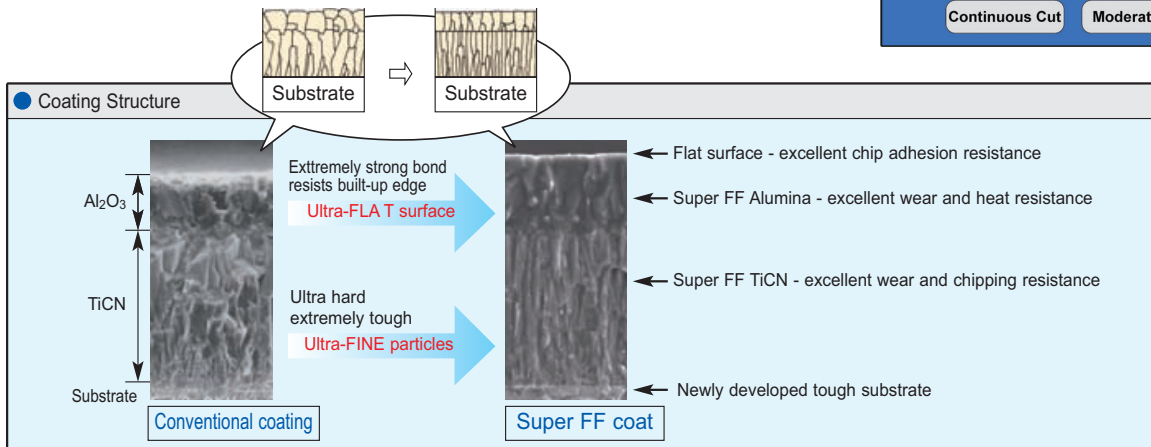 Continuous Cut
Substrate
Substrate
Coating Structure
Al₂O₃
TiCN
Substrate
Conventional coating
Exttremely strong bond
resists built-up edge
Ultra-FLA T surface
Ultra hard
extremely tough
Ultra-FINE particles
Super FF coat
Flat surface - excellent chip adhesion resistance
Super FF Alumina - excellent wear and heat resistance
Super FF TiCN - excellent wear and chipping resistance
Newly developed tough substrate